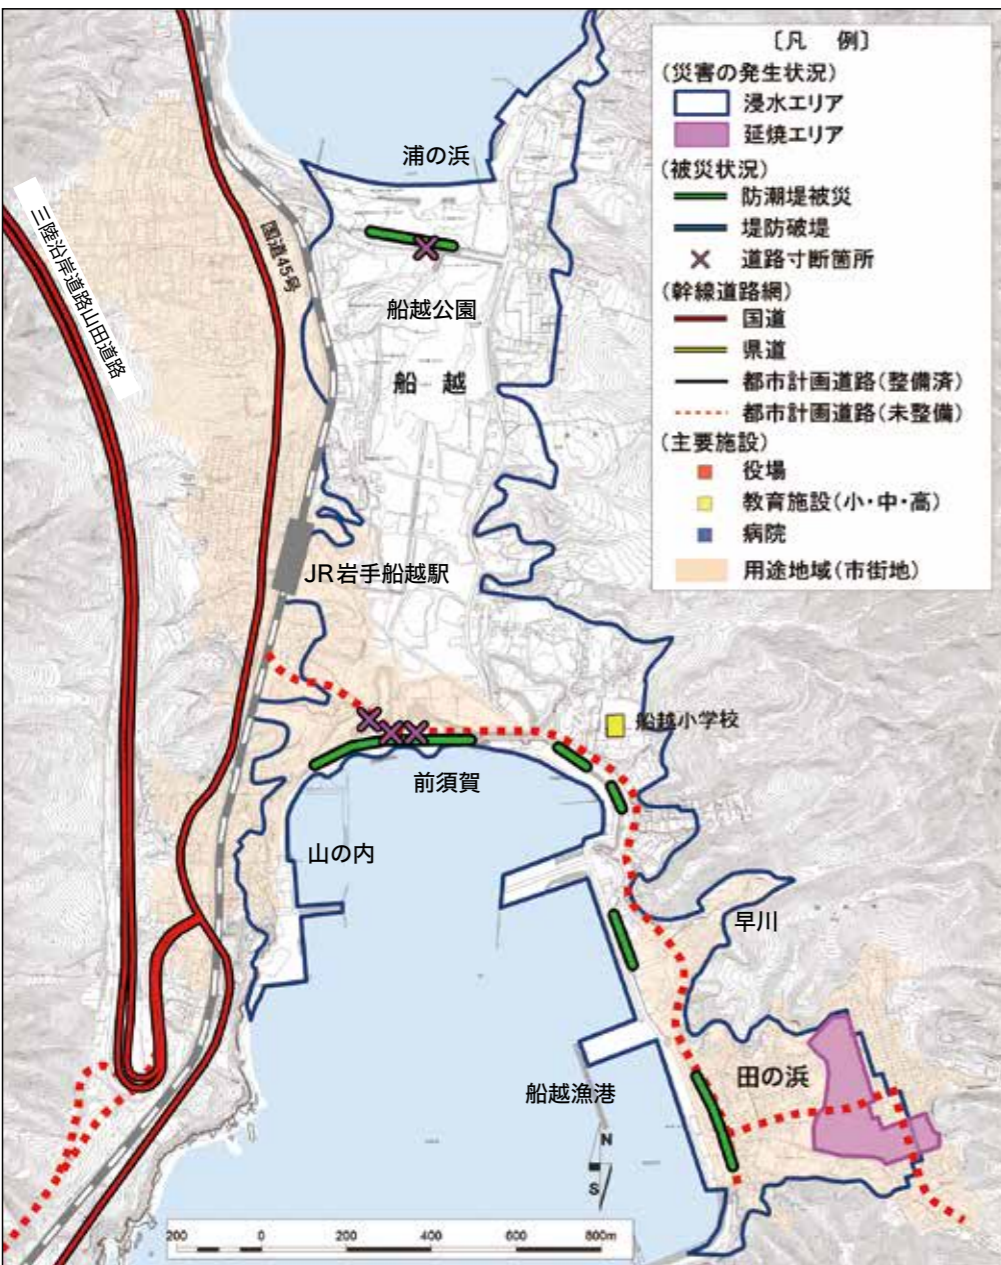 〔凡 例〕
(災害の発生状況)
浸水エリア
延焼エリア
(被災状況)
防潮堤被災
堤防破堤
道路寸断箇所
(幹線道路網)
国道
県道
都市計画道路(整備済)
都市計画道路(未整備)
(主要施設)
役場
教育施設(小・中・高)
病院
用途地域(市街地)
浦の浜
三陸沿岸道路山田道路
国道45号
船越公園
船 越
JR岩手船越駅
船越小学校
前須賀
山の内
早川
田の浜
船越漁港
N
S
200 0 200 400 600 800m